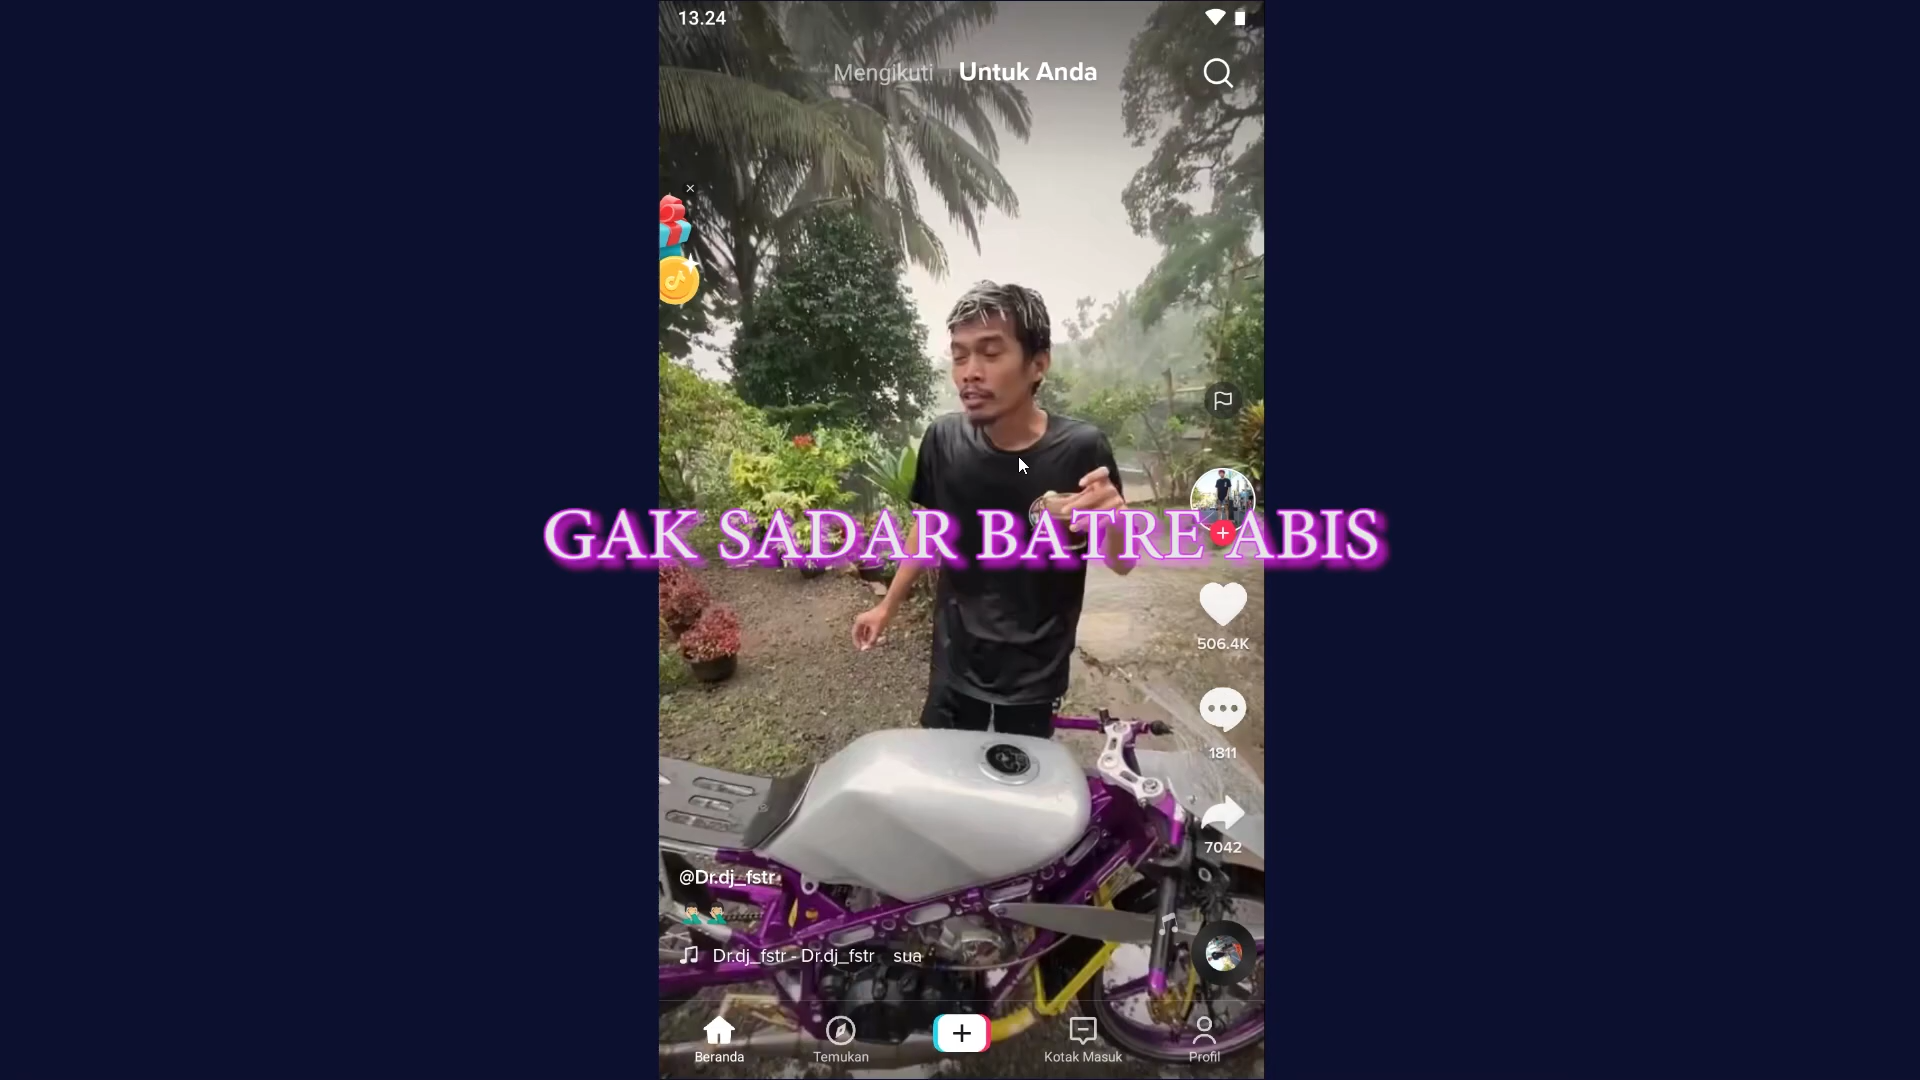 13.24
Mengikuti Untuk Anda
GAK SADAR BATRE ABIS
506.4K
1811
7042
@Dr.dj_fstr
Dr.dj_fstr - Dr.dj_fstr sua
Beranda Temukan Kotak Masuk Profil